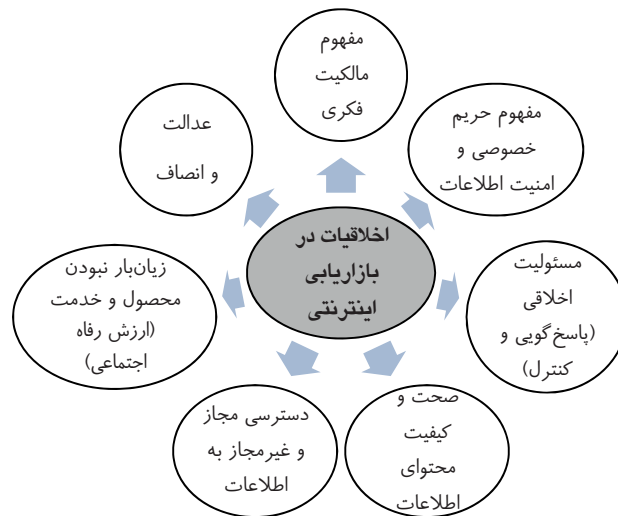 مفهوم
مالکیت
فکری
مفهوم حریم
خصوصی و
امنیت اطلاعات
عدالت
و انصاف
اخلاقیات در
بازاریابی
اینترنتی
مسئولیت
اخلاقی
(پاسخ‌گویی و
کنترل)
زیان‌بار نبودن
محصول و خدمت
(ارزش رفاه
اجتماعی)
صحت و
کیفیت
محتوای
اطلاعات
دسترسی مجاز
و غیرمجاز به
اطلاعات